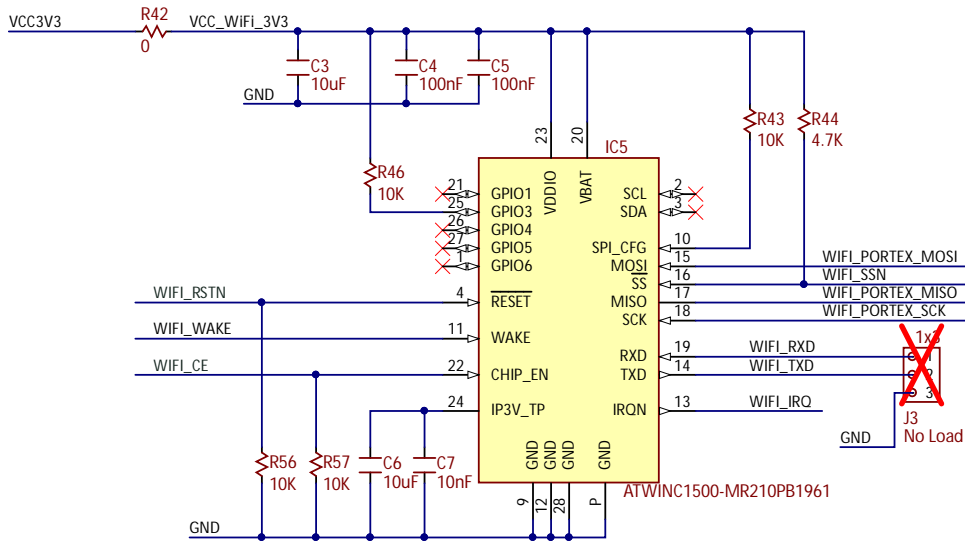 R42
VCC3V3
VCC_WiFi_3V3
0
C3
10uF
C4
100nF
C5
100nF
GND
R43
10K
R44
4.7K
R46
10K
23
20
IC5
VDDIO
VBAT
21
GPIO1
25
GPIO3
26
GPIO4
27
GPIO5
1
GPIO6
SCL
2
SDA
3
SPI_CFG
10
MOSI
15
WIFI_PORTEX_MOSI
SS
16
WIFI_SSN
MISO
17
WIFI_PORTEX_MISO
SCK
18
WIFI_PORTEX_SCK
WIFI_RSTN
4
RESET
WIFI_WAKE
11
WAKE
WIFI_CE
22
CHIP_EN
24
IP3V_TP
RXD
19
WIFI_RXD
TXD
14
WIFI_TXD
IRQN
13
WIFI_IRQ
1x3
1
2
3
J3
No Load
GND
GND
GND
GND
GND
R56
10K
R57
10K
C6
10uF
C7
10nF
9
12
28
P
ATWINC1500-MR210PB1961
GND